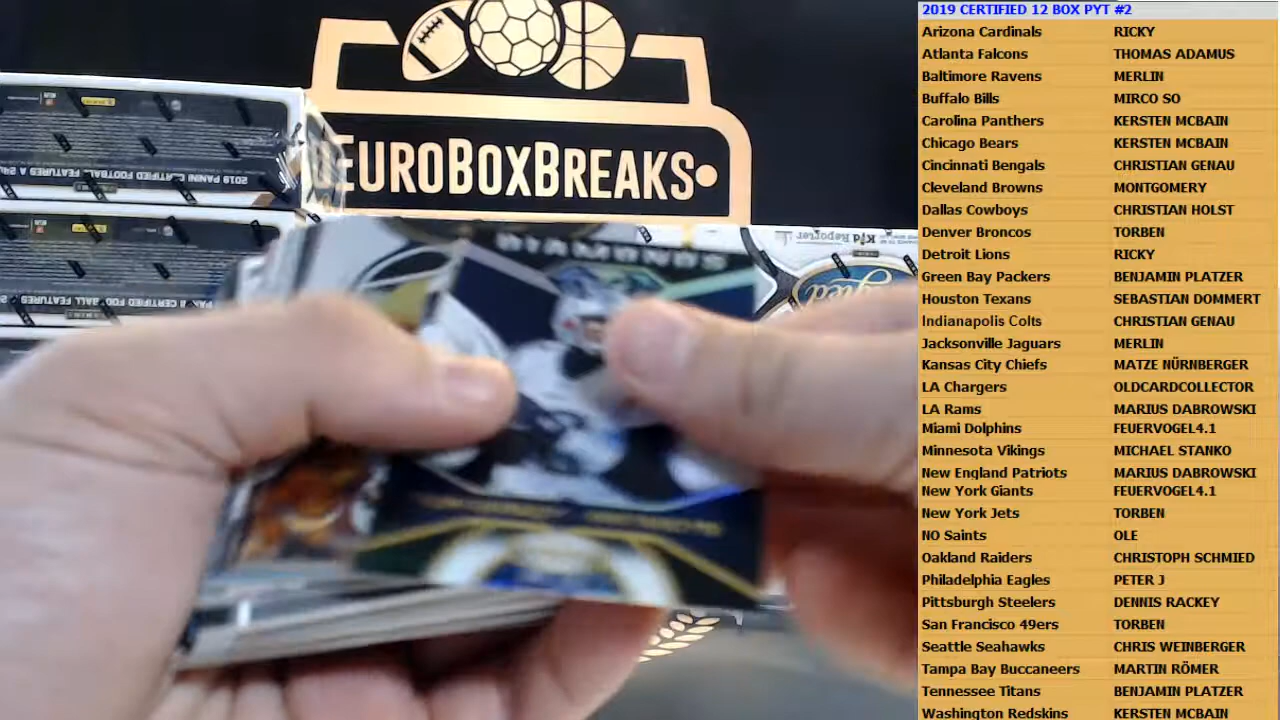 EUROBOXBREAKS
2019 PANINI CERTIFIED FOOTBALL FEATURES A
Kid Reporter
2019 CERTIFIED 12 BOX PYT #2
Arizona Cardinals RICKY
Atlanta Falcons THOMAS ADAMUS
Baltimore Ravens MERLIN
Buffalo Bills MIRCO SO
Carolina Panthers KERSTEN MCBAIN
Chicago Bears KERSTEN MCBAIN
Cincinnati Bengals CHRISTIAN GENAU
Cleveland Browns MONTGOMERY
Dallas Cowboys CHRISTIAN HOLST
Denver Broncos TORBEN
Detroit Lions RICKY
Green Bay Packers BENJAMIN PLATZER
Houston Texans SEBASTIAN DOMMERT
Indianapolis Colts CHRISTIAN GENAU
Jacksonville Jaguars MERLIN
Kansas City Chiefs MATZE NÜRNBERGER
LA Chargers OLDCARDCOLLECTOR
LA Rams MARIUS DABROWSKI
Miami Dolphins FEUERVOGEL4.1
Minnesota Vikings MICHAEL STANKO
New England Patriots MARIUS DABROWSKI
New York Giants FEUERVOGEL4.1
New York Jets TORBEN
NO Saints OLE
Oakland Raiders CHRISTOPH SCHMIED
Philadelphia Eagles PETER J
Pittsburgh Steelers DENNIS RACKEY
San Francisco 49ers TORBEN
Seattle Seahawks CHRIS WEINBERGER
Tampa Bay Buccaneers MARTIN RÖMER
Tennessee Titans BENJAMIN PLATZER
Washington Redskins KERSTEN MCBAIN